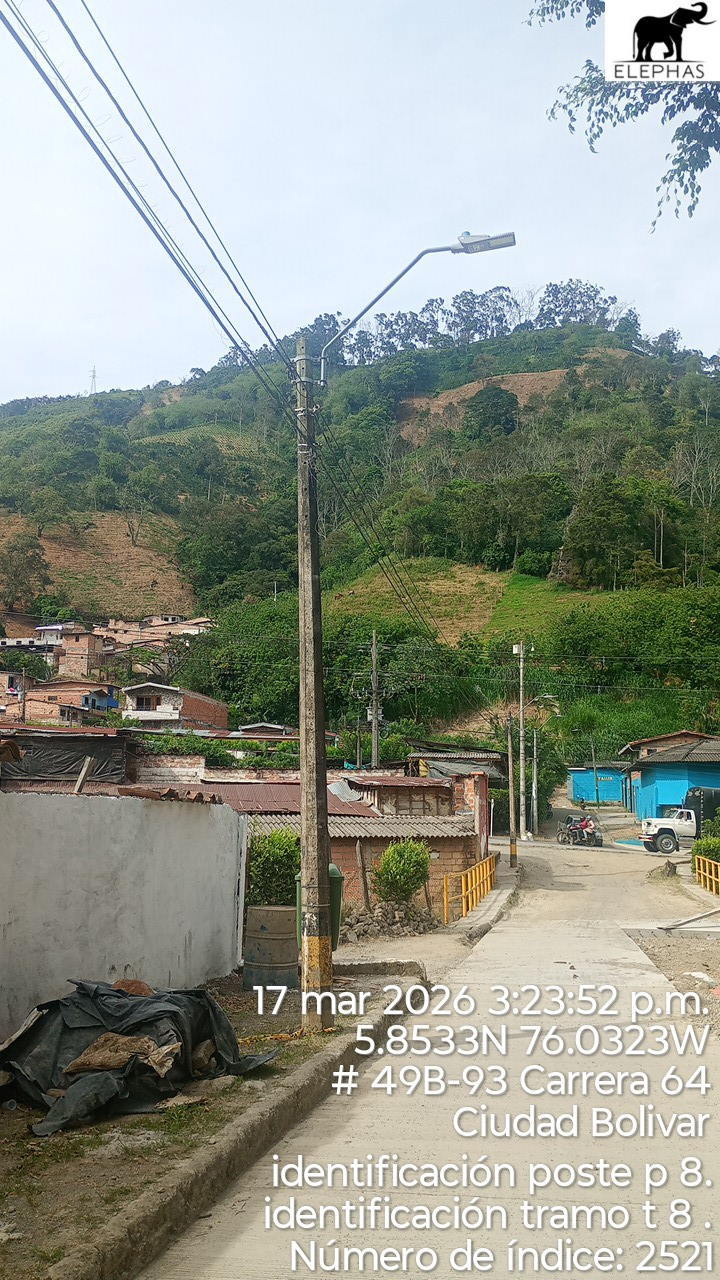 ELEPHAS
17 mar 2026 3:23:52 p.m.
5.8533N 76.0323W
# 49B-93 Carrera 64
Ciudad Bolivar
identificación poste p 8.
identificación tramo t 8 .
Número de índice: 2521